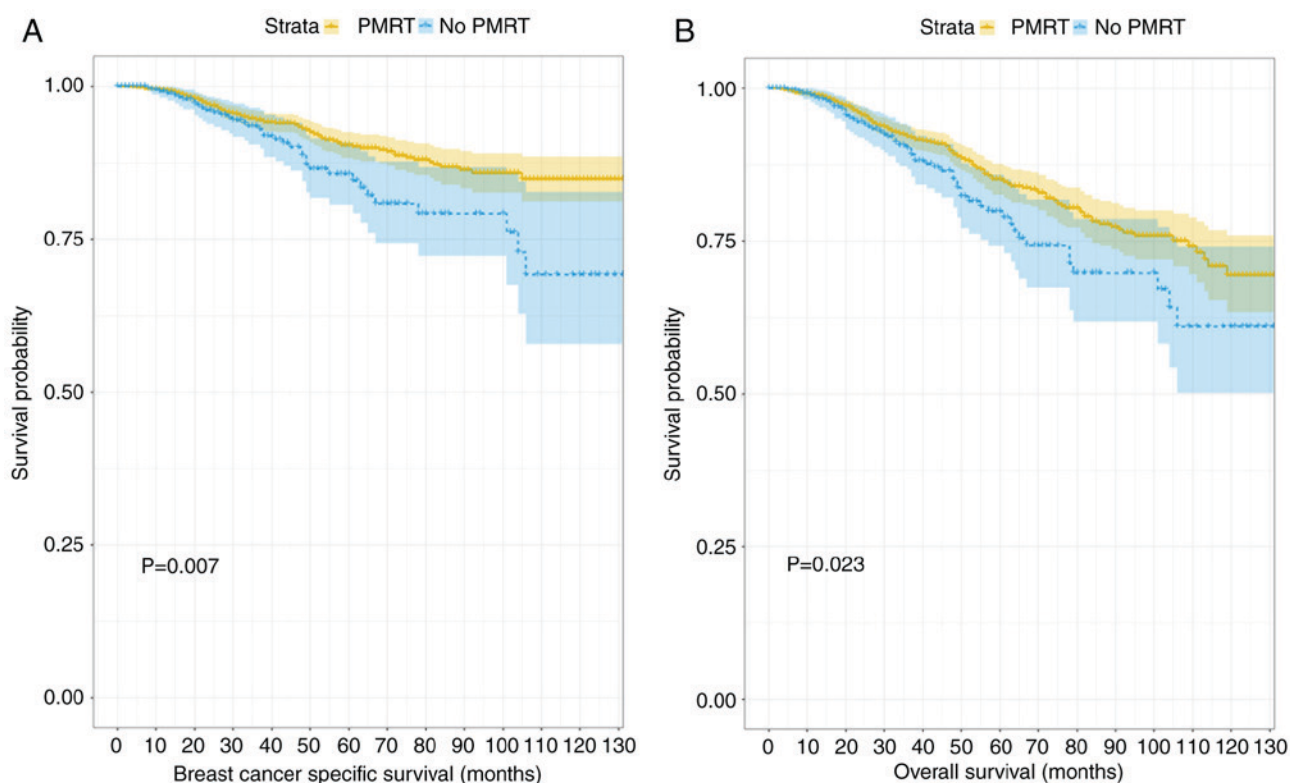 A
Strata PMRT No PMRT
1.00
0.75
0.50
0.25
0.00
Survival probability
P=0.007
0 10 20 30 40 50 60 70 80 90 100 110 120 130
Breast cancer specific survival (months)
B
Strata PMRT No PMRT
1.00
0.75
0.50
0.25
0.00
Survival probability
P=0.023
0 10 20 30 40 50 60 70 80 90 100 110 120 130
Overall survival (months)